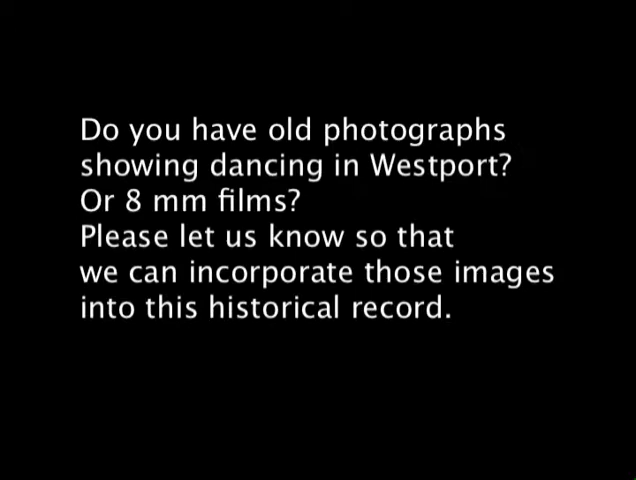 Do you have old photographs
showing dancing in Westport?
Or 8 mm films?
Please let us know so that
we can incorporate those images
into this historical record.